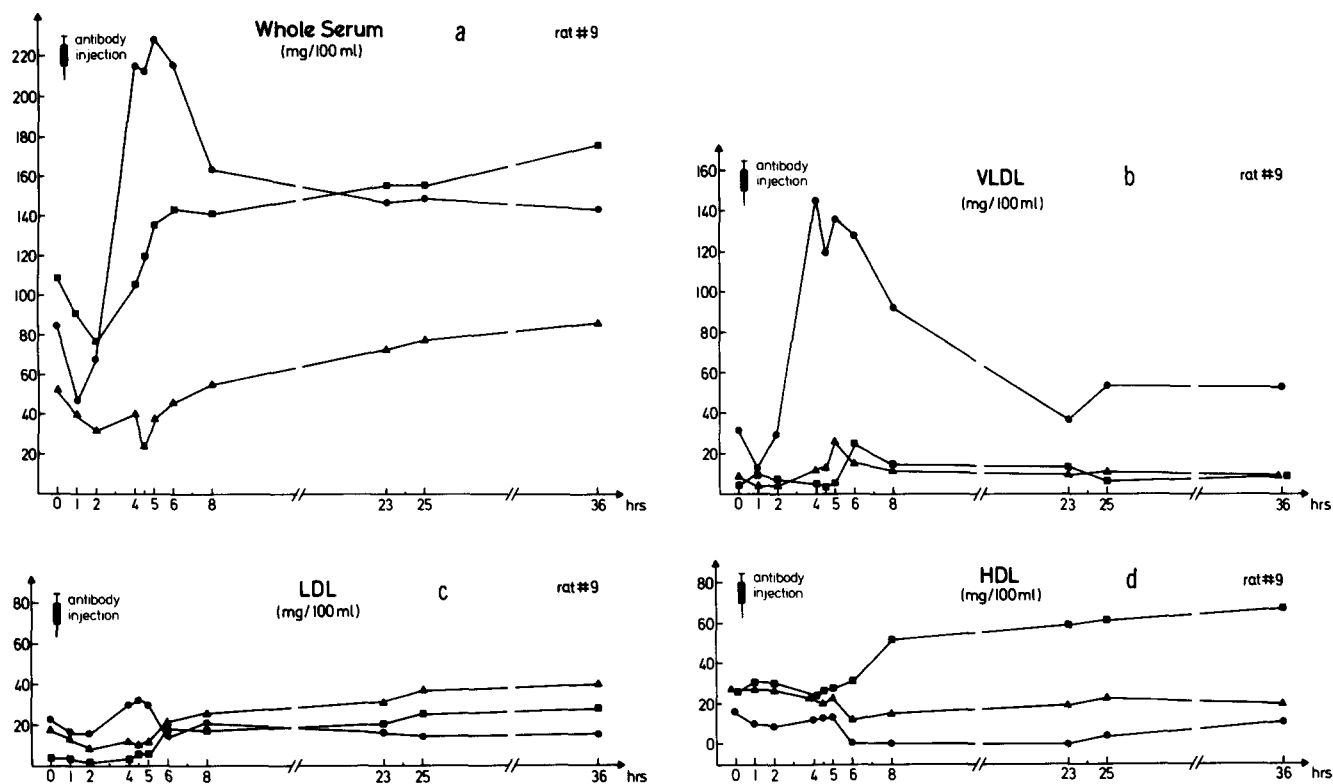 Whole Serum
(mg/100 ml)
a
rat #9
antibody
injection
220
200
180
160
140
120
100
80
60
40
20
0 1 2 4 5 6 8 23 25 36 hrs
VLDL
(mg/100ml)
b
rat #9
antibody
injection
160
140
120
100
80
60
40
20
0 1 2 4 5 6 8 23 25 36 hrs
LDL
(mg/100 ml)
c
rat #9
antibody
injection
80
60
40
20
0 1 2 4 5 6 8 23 25 36 hrs
HDL
(mg/100 ml)
d
rat #9
antibody
injection
80
60
40
20
0
0 1 2 4 5 6 8 23 25 36 hrs